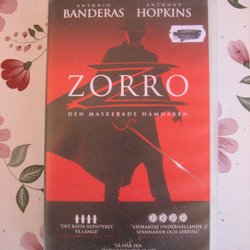 ANTONIO ANTHONY
BANDERAS HOPKINS
ZORRO
DEN MASKERADE HÄMNAREN
"DET BÄSTA ÄVENTYRET "STORARTAT UNDERHÅLLANDE...
PÅ LÄNGE" SPÄNNANDE OCH LEKFULL"
"SÅ HÄR SKA